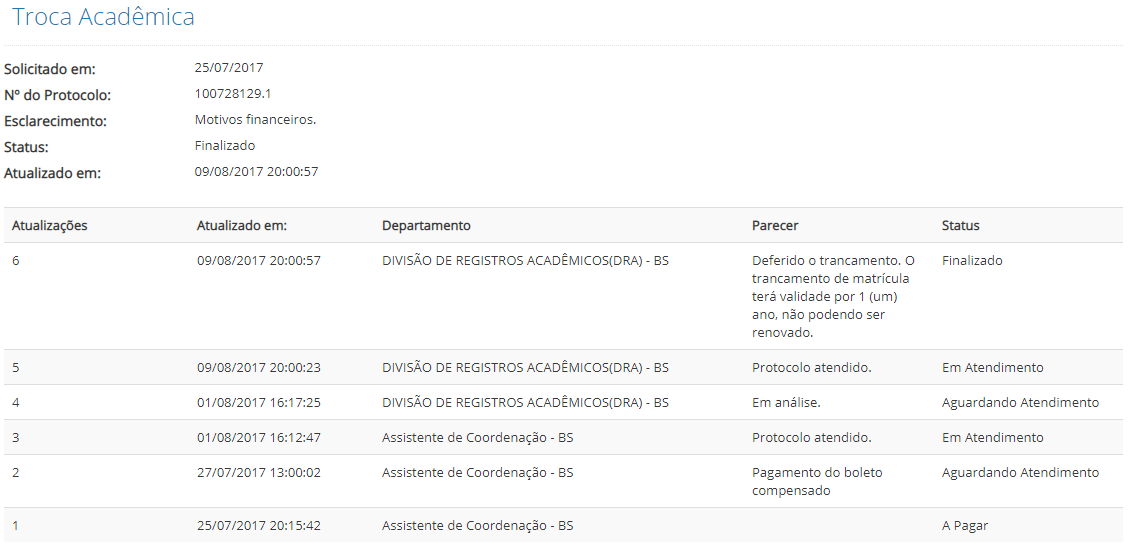 Troca Acadêmica
Solicitado em: 25/07/2017
Nº do Protocolo: 100728129.1
Esclarecimento: Motivos financeiros.
Status: Finalizado
Atualizado em: 09/08/2017 20:00:57
Atualizações Atualizado em: Departamento Parecer Status
6 09/08/2017 20:00:57 DIVISÃO DE REGISTROS ACADÊMICOS(DRA) - BS Deferido o trancamento. O Finalizado
trancamento de matrícula
terá validade por 1 (um)
ano, não podendo ser
renovado.
5 09/08/2017 20:00:23 DIVISÃO DE REGISTROS ACADÊMICOS(DRA) - BS Protocolo atendido. Em Atendimento
4 01/08/2017 16:17:25 DIVISÃO DE REGISTROS ACADÊMICOS(DRA) - BS Em análise. Aguardando Atendimento
3 01/08/2017 16:12:47 Assistente de Coordenação - BS Protocolo atendido. Em Atendimento
2 27/07/2017 13:00:02 Assistente de Coordenação - BS Pagamento do boleto Aguardando Atendimento
compensado
1 25/07/2017 20:15:42 Assistente de Coordenação - BS A Pagar